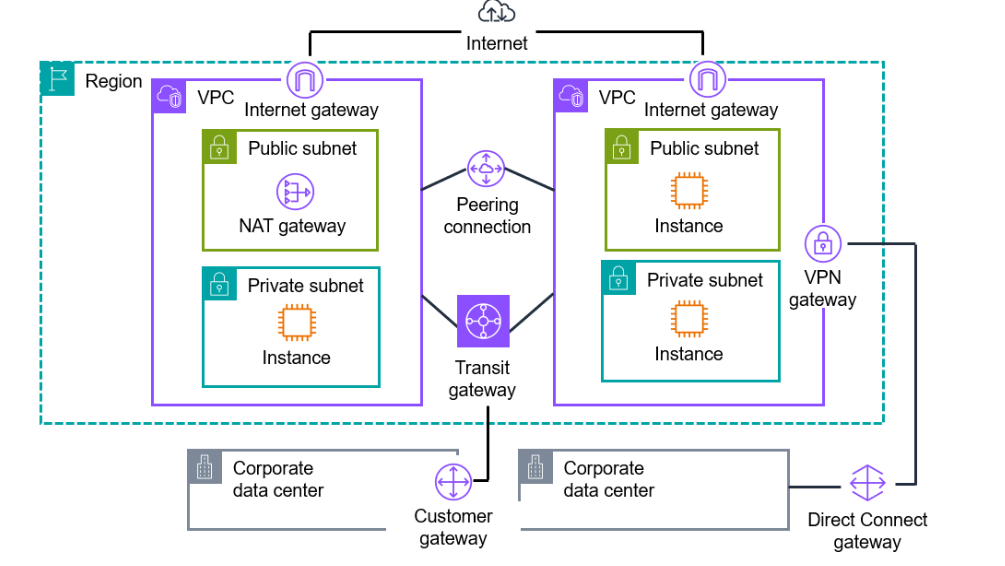 Internet
Region
VPC
Internet gateway
VPC
Internet gateway
Public subnet
NAT gateway
Public subnet
Instance
Peering
connection
Private subnet
Instance
Private subnet
Instance
VPN
gateway
Transit
gateway
Corporate
data center
Customer
gateway
Corporate
data center
Direct Connect
gateway